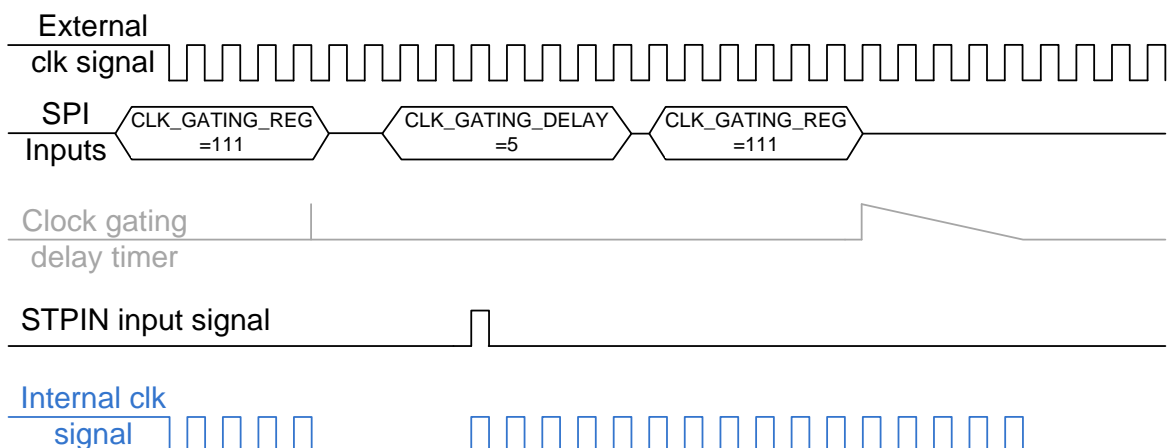 External
clk signal
SPI
Inputs
CLK_GATING_REG
=111
CLK_GATING_DELAY
=5
CLK_GATING_REG
=111
Clock gating
delay timer
STPIN input signal
Internal clk
signal